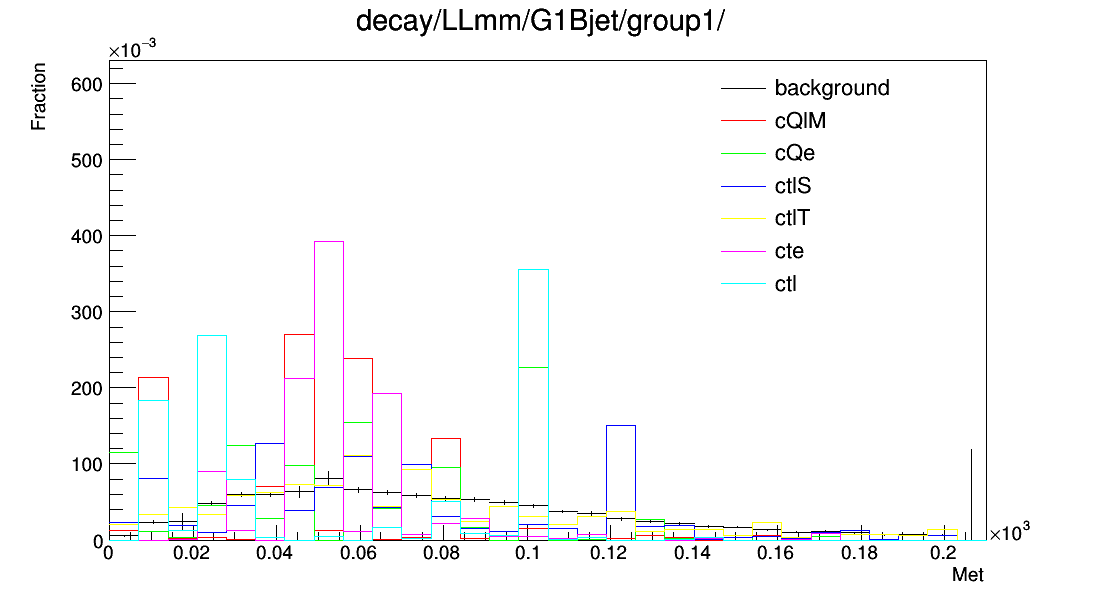 decay/LLmm/G1Bjet/group1/
×10⁻³
Fraction
600
500
400
300
200
100
0
background
cQlM
cQe
ctlS
ctlT
cte
ctl
0 0.02 0.04 0.06 0.08 0.1 0.12 0.14 0.16 0.18 0.2
×10³
Met